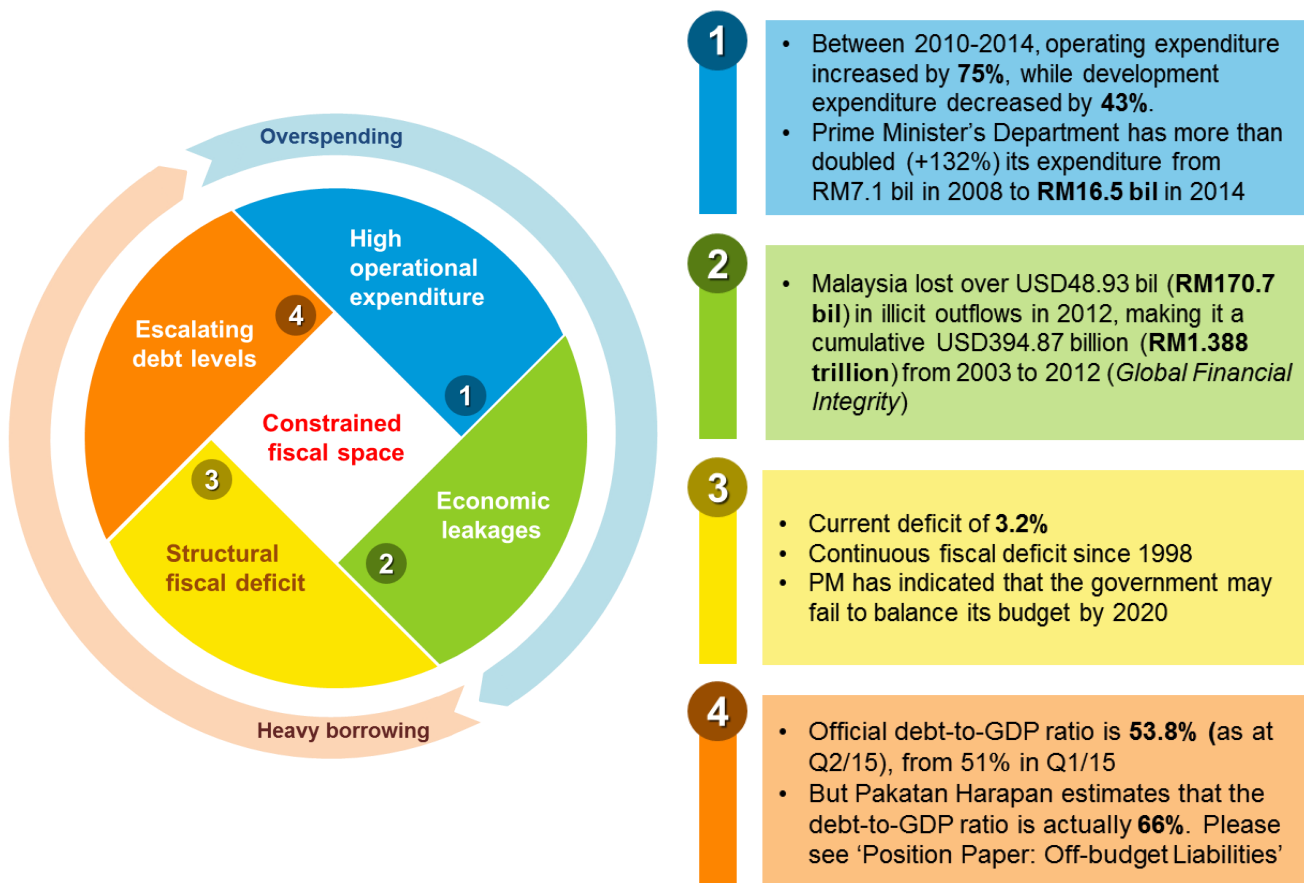 Overspending
High
operational
expenditure
1
Economic
leakages
2
Structural
fiscal deficit
3
Escalating
debt levels
4
Constrained
fiscal space
Heavy borrowing
1
• Between 2010-2014, operating expenditure
increased by 75%, while development
expenditure decreased by 43%.
• Prime Minister’s Department has more than
doubled (+132%) its expenditure from
RM7.1 bil in 2008 to RM16.5 bil in 2014
2
• Malaysia lost over USD48.93 bil (RM170.7
bil) in illicit outflows in 2012, making it a
cumulative USD394.87 billion (RM1.388
trillion) from 2003 to 2012 (Global Financial
Integrity)
3
• Current deficit of 3.2%
• Continuous fiscal deficit since 1998
• PM has indicated that the government may
fail to balance its budget by 2020
4
• Official debt-to-GDP ratio is 53.8% (as at
Q2/15), from 51% in Q1/15
• But Pakatan Harapan estimates that the
debt-to-GDP ratio is actually 66%. Please
see ‘Position Paper: Off-budget Liabilities’